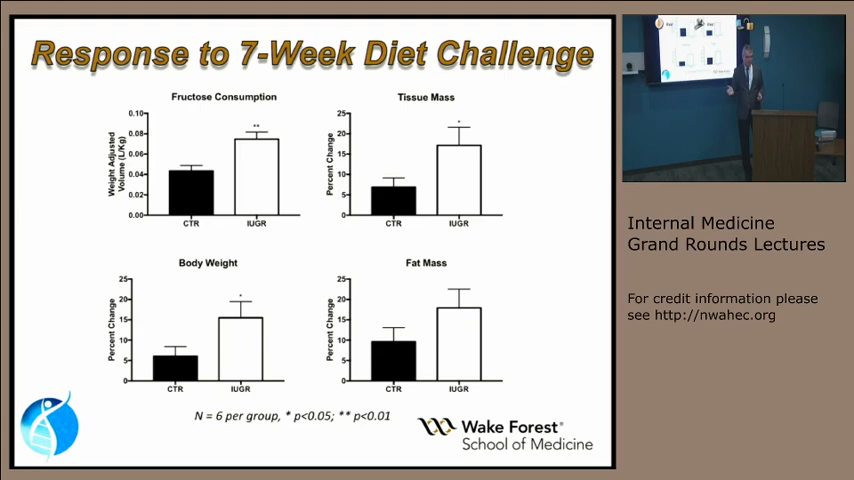 Response to 7-Week Diet Challenge
Fructose Consumption
Weight Adjusted
Volume (L/Kg)
0.10
0.08
0.06
0.04
0.02
0.00
**
CTR
IUGR
Tissue Mass
Percent Change
25
20
15
10
5
0
*
CTR
IUGR
Body Weight
Percent Change
25
20
15
10
5
0
*
CTR
IUGR
Fat Mass
Percent Change
25
20
15
10
5
0
CTR
IUGR
N = 6 per group, * p<0.05; ** p<0.01
Wake Forest®
School of Medicine
Internal Medicine
Grand Rounds Lectures
For credit information please
see http://nwahec.org